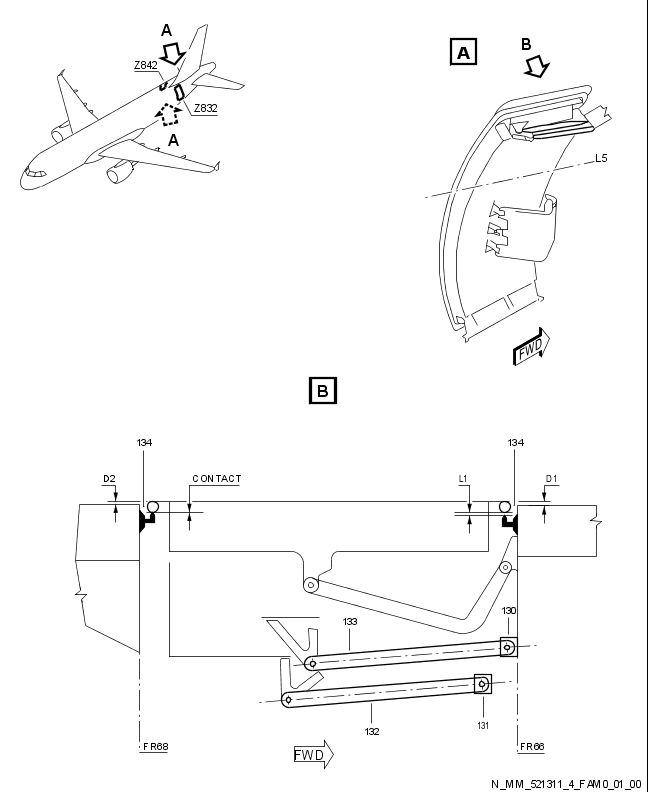 A
Z842
Z832
A
A
B
L5
FWD
B
134
134
D2
CONTACT
L1
D1
133
130
132
131
FR68
FR66
FWD
N_MM_521311_4_FAM0_01_00